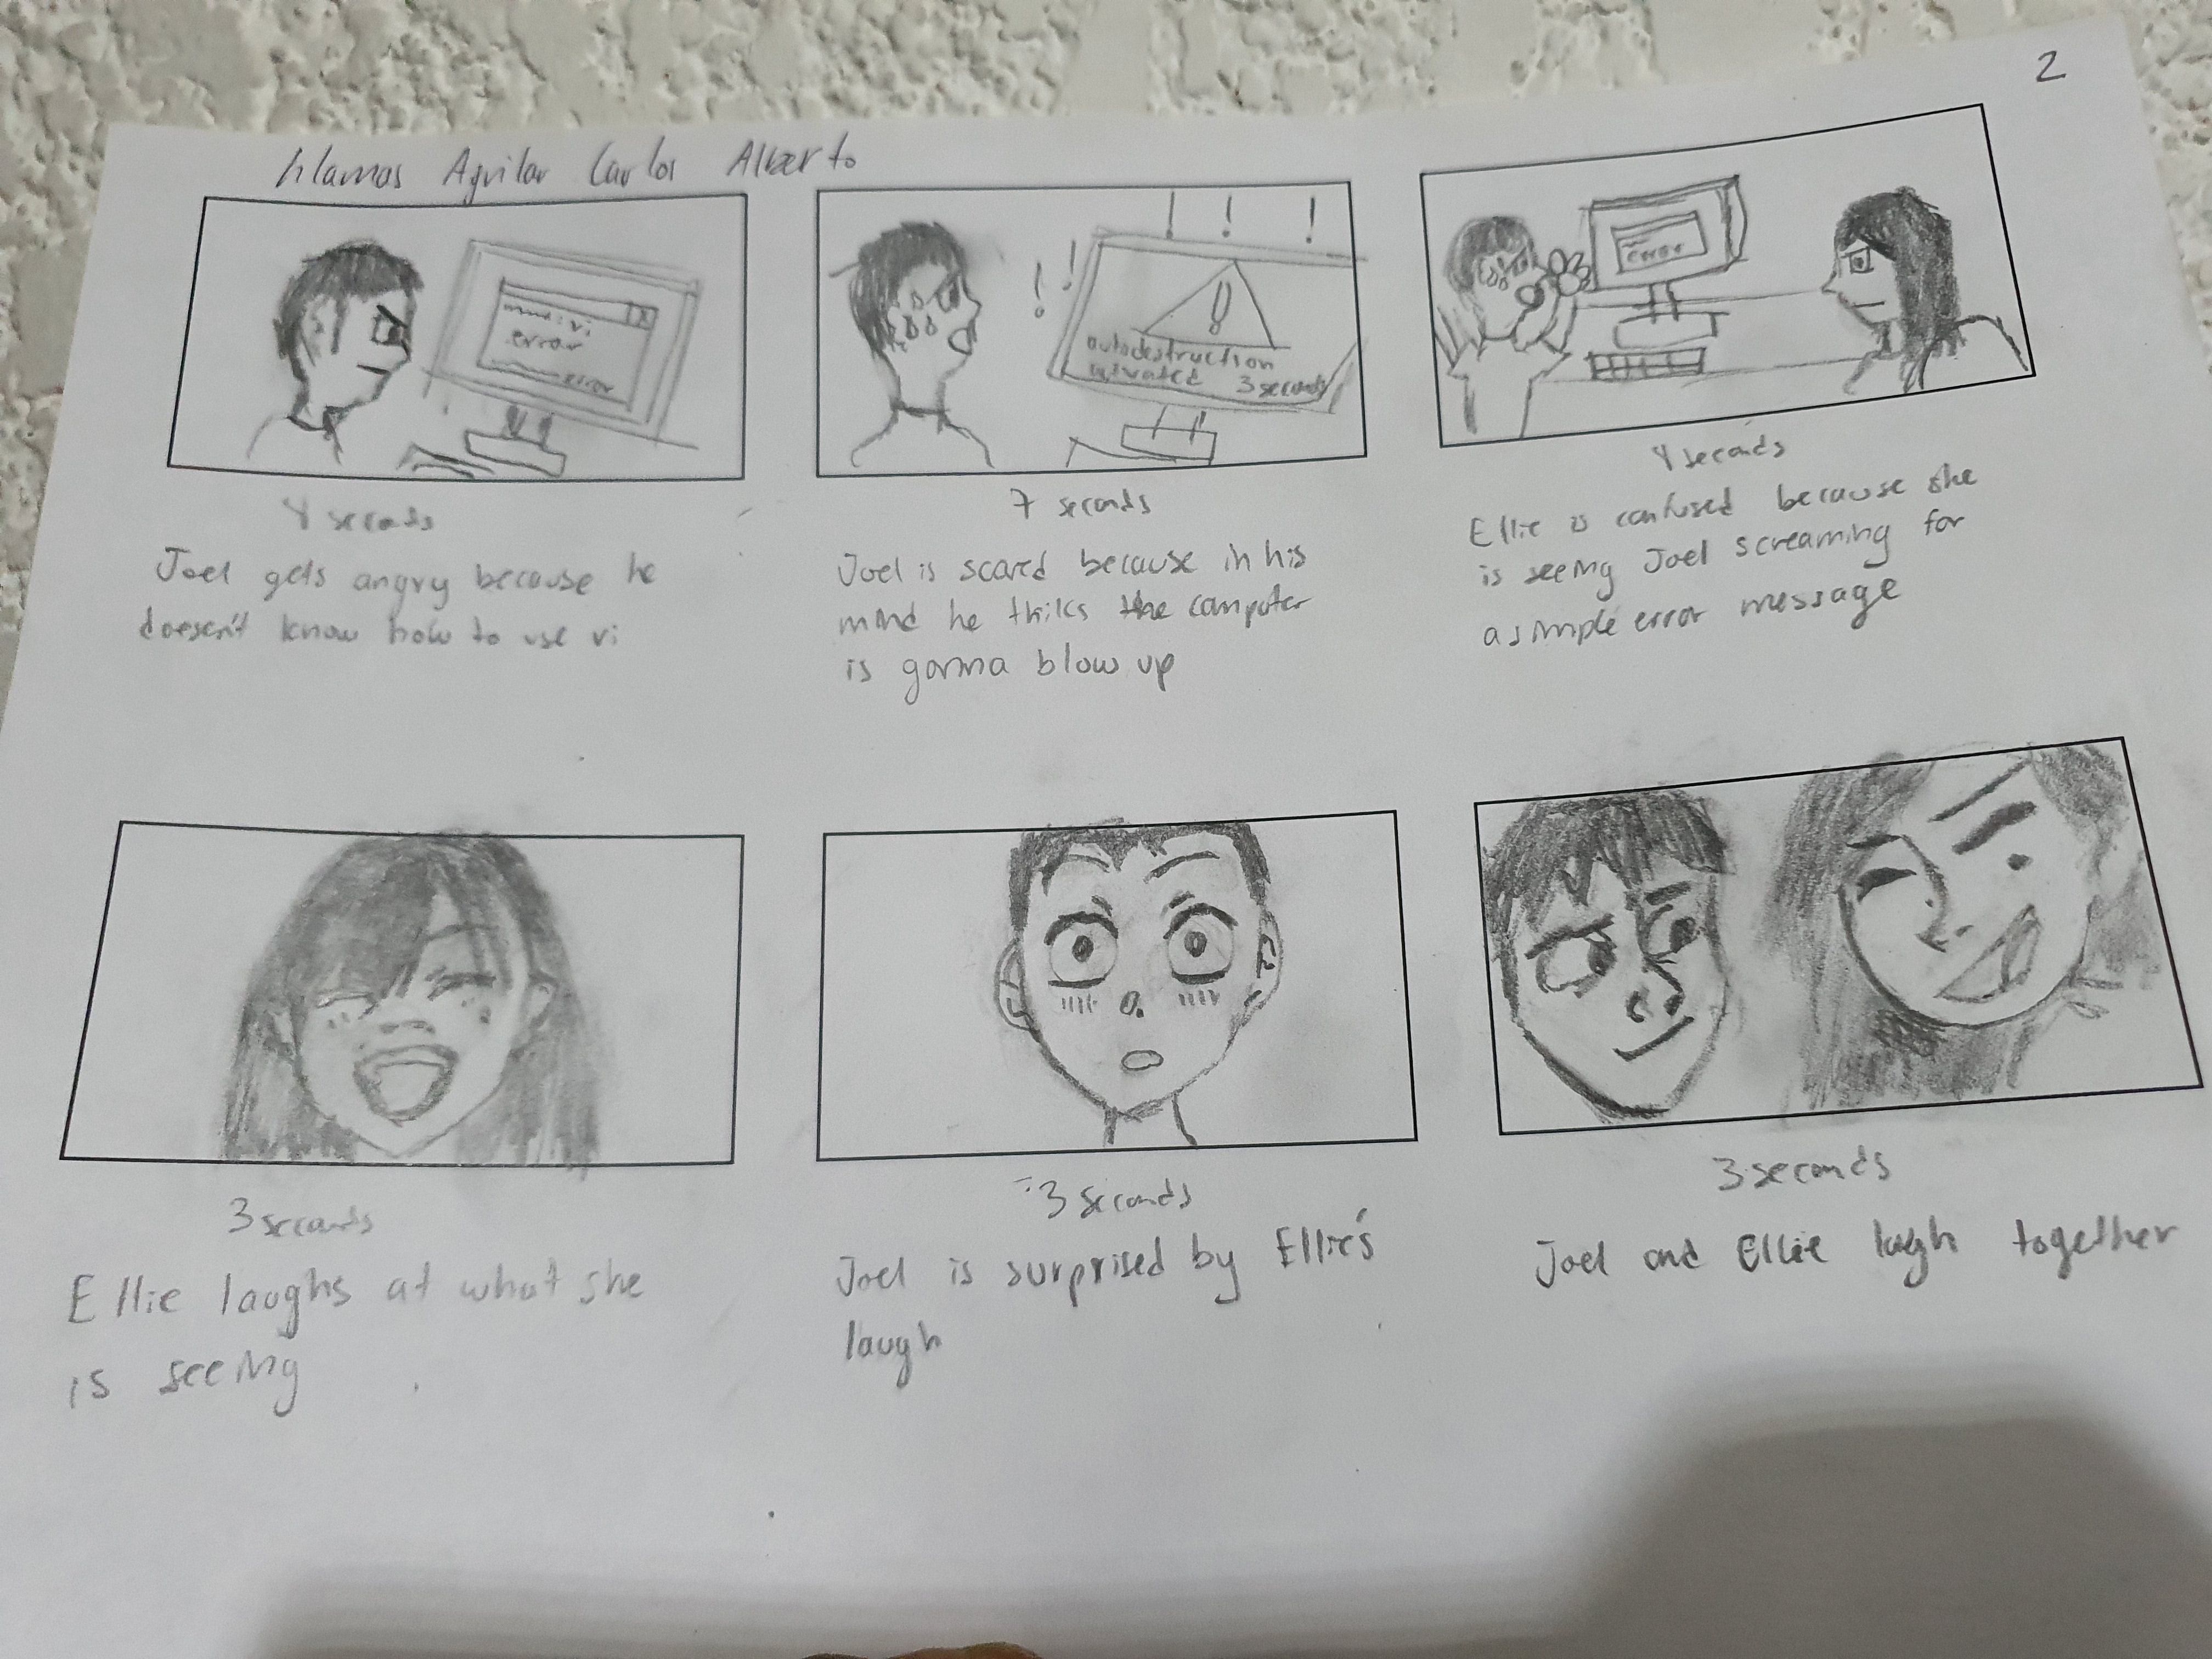 2
Alamos Aguilar Carlos Alberto
error
error
4 seconds
Joel gets angry because he
doesn't know how to use vi
! ! !
! !
!
autodestruction
activated 3 seconds
7 seconds
Joel is scared because in his
mind he thiks the computer
is gonna blow up
error
4 seconds
Ellie is confused because she
is seeing Joel screaming for
a simple error message
3 seconds
Ellie laughs at what she
is seeing
3 seconds
Joel is surprised by Ellie's
laugh
3 seconds
Joel and Ellie laugh together